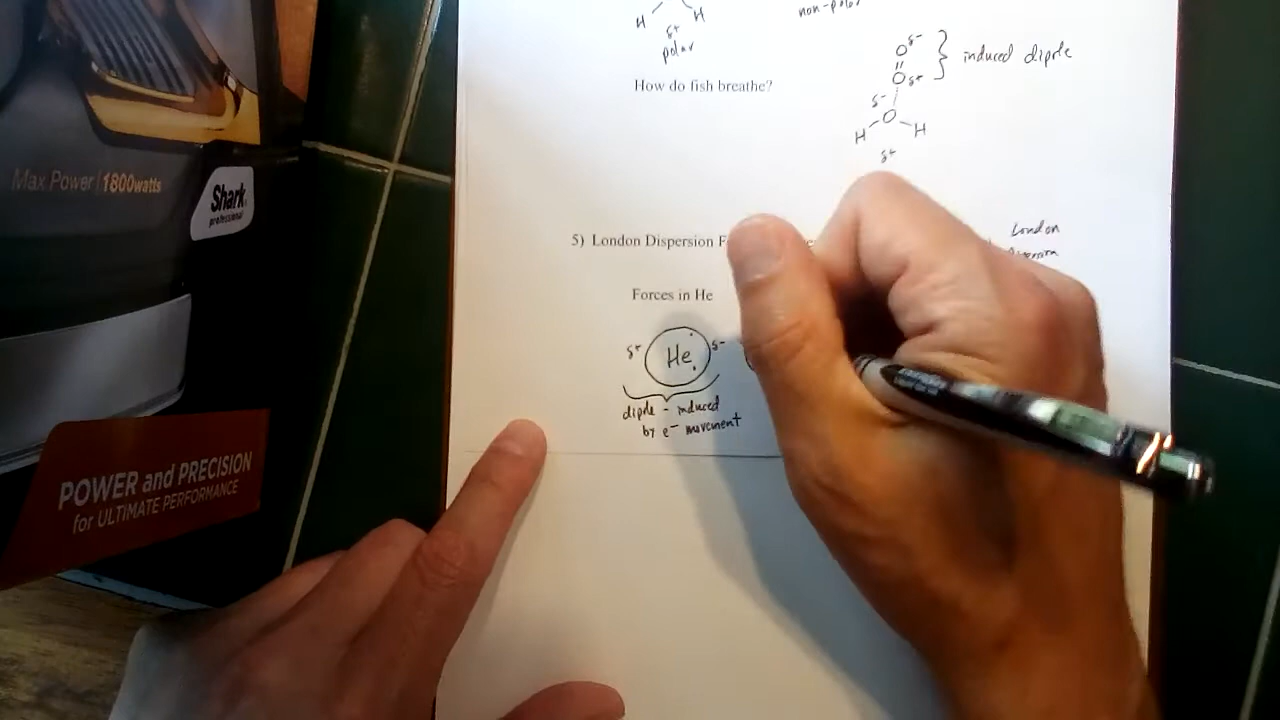 H H
δ+
polar
non-polar
How do fish breathe?
O δ-
O δ+
} induced dipole
δ-
O
H H
δ+
5) London Dispersion
London
Forces in He
δ+ He δ-
dipole - induced
by e- movement
Max Power | 1800watts
Shark
professional
POWER and PRECISION
for ULTIMATE PERFORMANCE